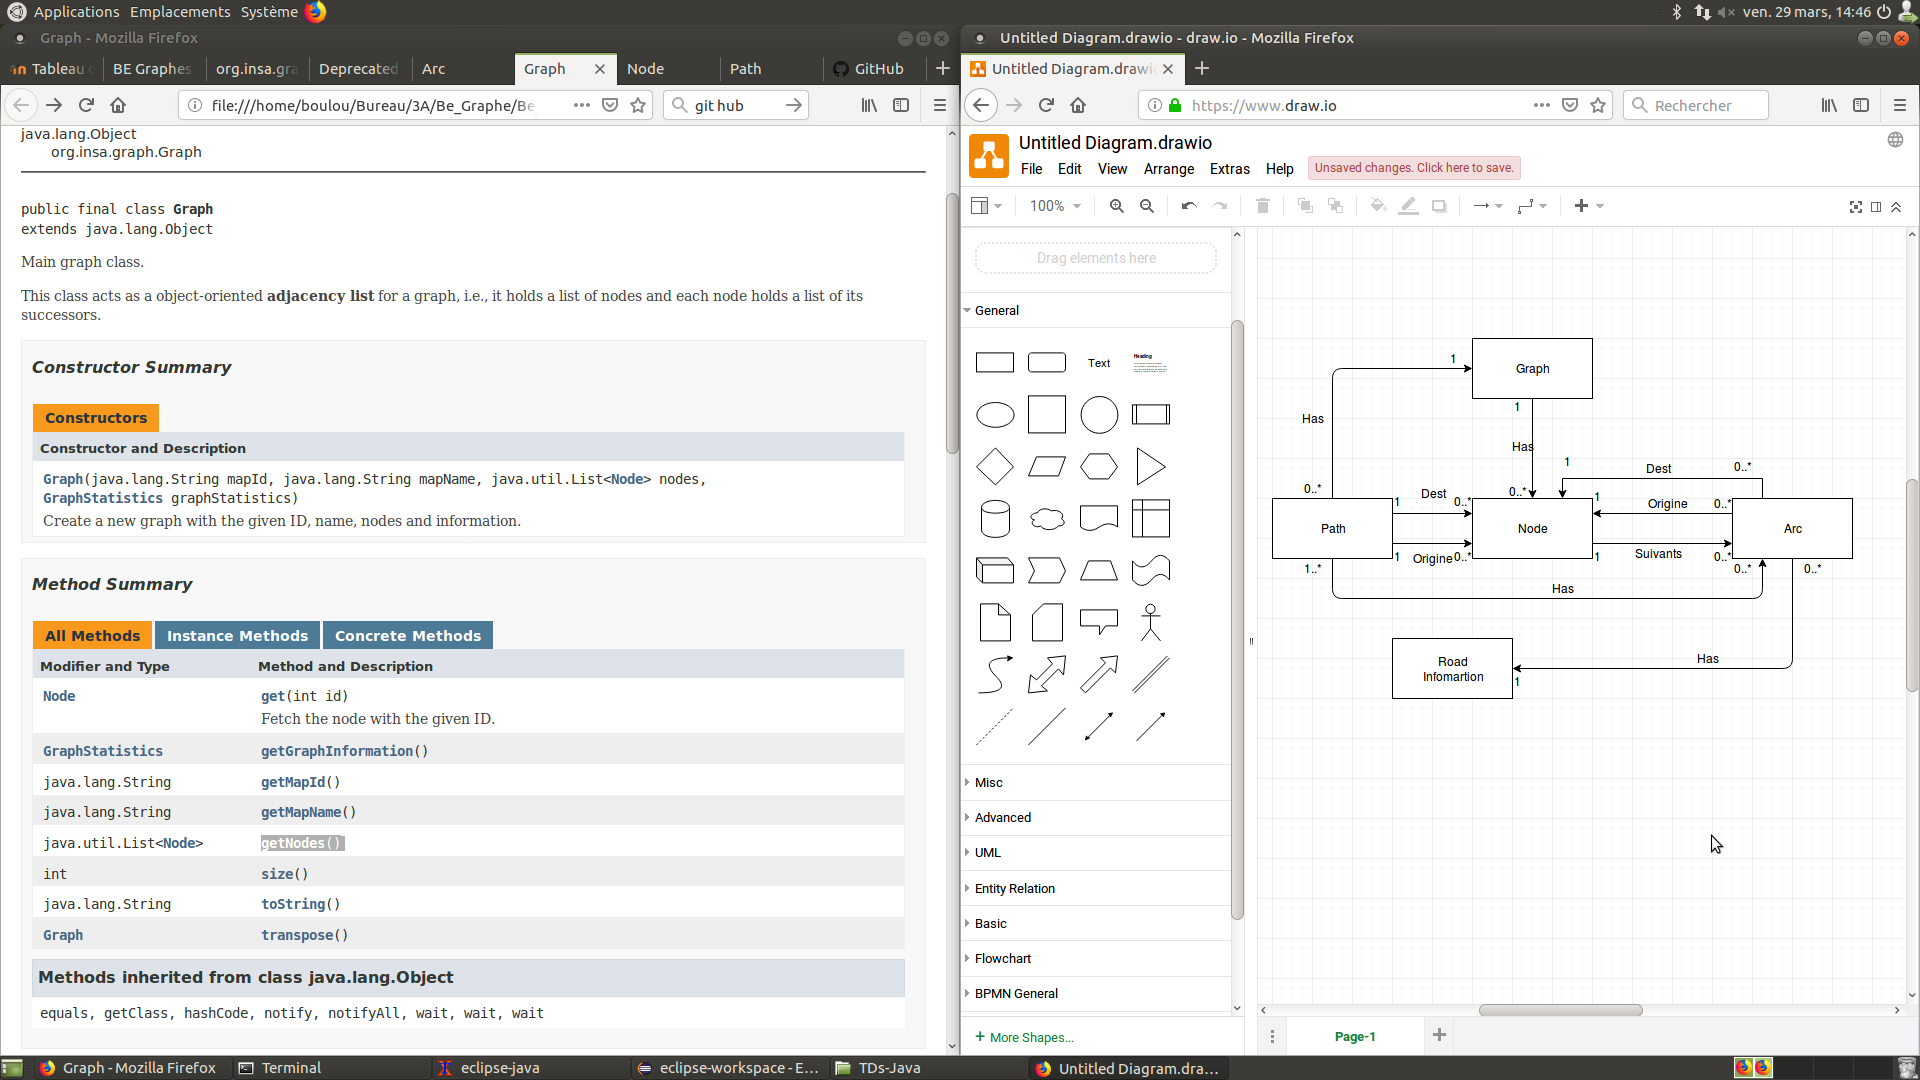 Applications Emplacements Système
ven. 29 mars, 14:46
Graph - Mozilla Firefox
Tableau
BE Graphes
org.insa.gra
Deprecated
Arc
Graph
Node
Path
GitHub
file:///home/boulou/Bureau/3A/Be_Graphe/Be
git hub
java.lang.Object
org.insa.graph.Graph
public final class Graph
extends java.lang.Object
Main graph class.
This class acts as a object-oriented adjacency list for a graph, i.e., it holds a list of nodes and each node holds a list of its
successors.
Constructor Summary
Constructors
Constructor and Description
Graph(java.lang.String mapId, java.lang.String mapName, java.util.List<Node> nodes,
GraphStatistics graphStatistics)
Create a new graph with the given ID, name, nodes and information.
Method Summary
All Methods
Instance Methods
Concrete Methods
Modifier and Type
Method and Description
Node
get(int id)
Fetch the node with the given ID.
GraphStatistics
getGraphInformation()
java.lang.String
getMapId()
java.lang.String
getMapName()
java.util.List<Node>
getNodes()
int
size()
java.lang.String
toString()
Graph
transpose()
Methods inherited from class java.lang.Object
equals, getClass, hashCode, notify, notifyAll, wait, wait, wait
Untitled Diagram.drawio - draw.io - Mozilla Firefox
Untitled Diagram.drawi
https://www.draw.io
Rechercher
Untitled Diagram.drawio
File Edit View Arrange Extras Help
Unsaved changes. Click here to save.
100%
Drag elements here
General
Text
Heading
Misc
Advanced
UML
Entity Relation
Basic
Flowchart
BPMN General
+ More Shapes...
1
Graph
Has
1
Has
1
Dest
0..*
0..*
Dest
0..*
1
Origine
0..*
1
0..*
Path
Node
Arc
1
Origine
0..*
1
Suivants
0..*
1..*
0..*
0..*
Has
Road
Infomartion
Has
1
Page-1
Graph - Mozilla Firefox
Terminal
eclipse-java
eclipse-workspace - E...
TDs-Java
Untitled Diagram.dra...